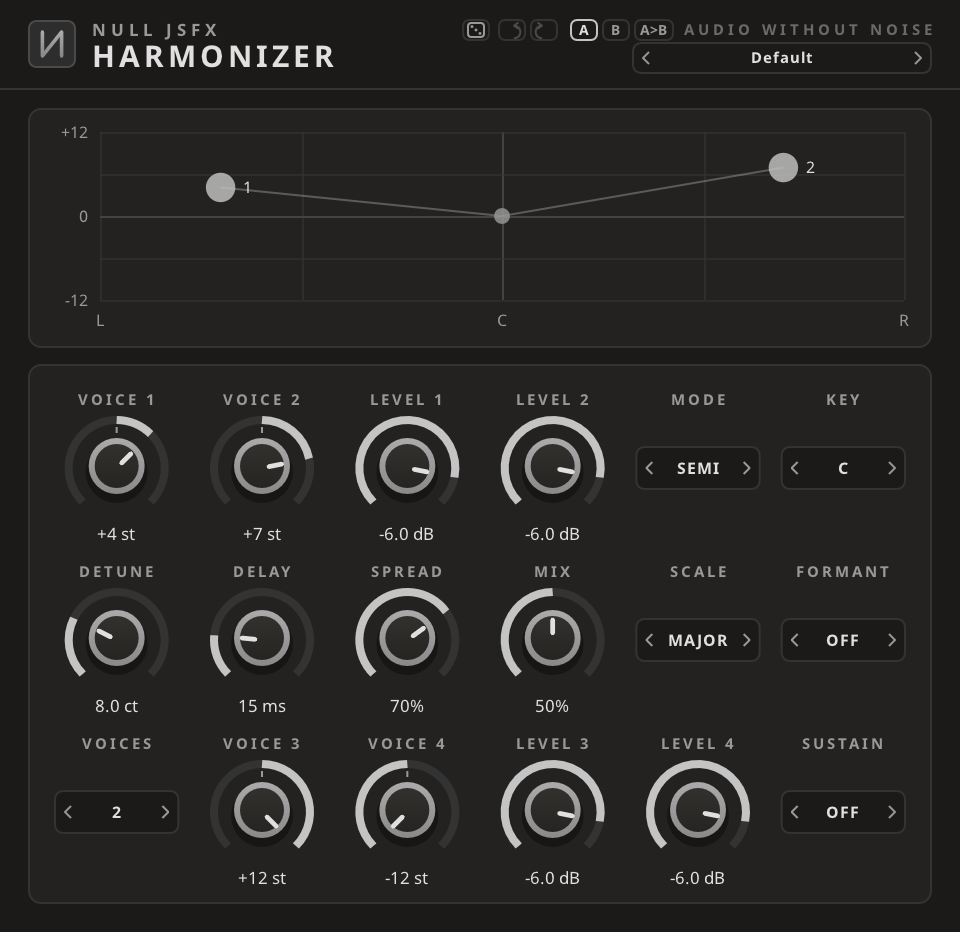 NULL JSFX
HARMONIZER
A B A>B AUDIO WITHOUT NOISE
Default
+12
1
2
0
-12
L C R
VOICE 1 VOICE 2 LEVEL 1 LEVEL 2 MODE KEY
SEMI C
+4 st +7 st -6.0 dB -6.0 dB
DETUNE DELAY SPREAD MIX SCALE FORMANT
MAJOR OFF
8.0 ct 15 ms 70% 50%
VOICES VOICE 3 VOICE 4 LEVEL 3 LEVEL 4 SUSTAIN
2 OFF
+12 st -12 st -6.0 dB -6.0 dB